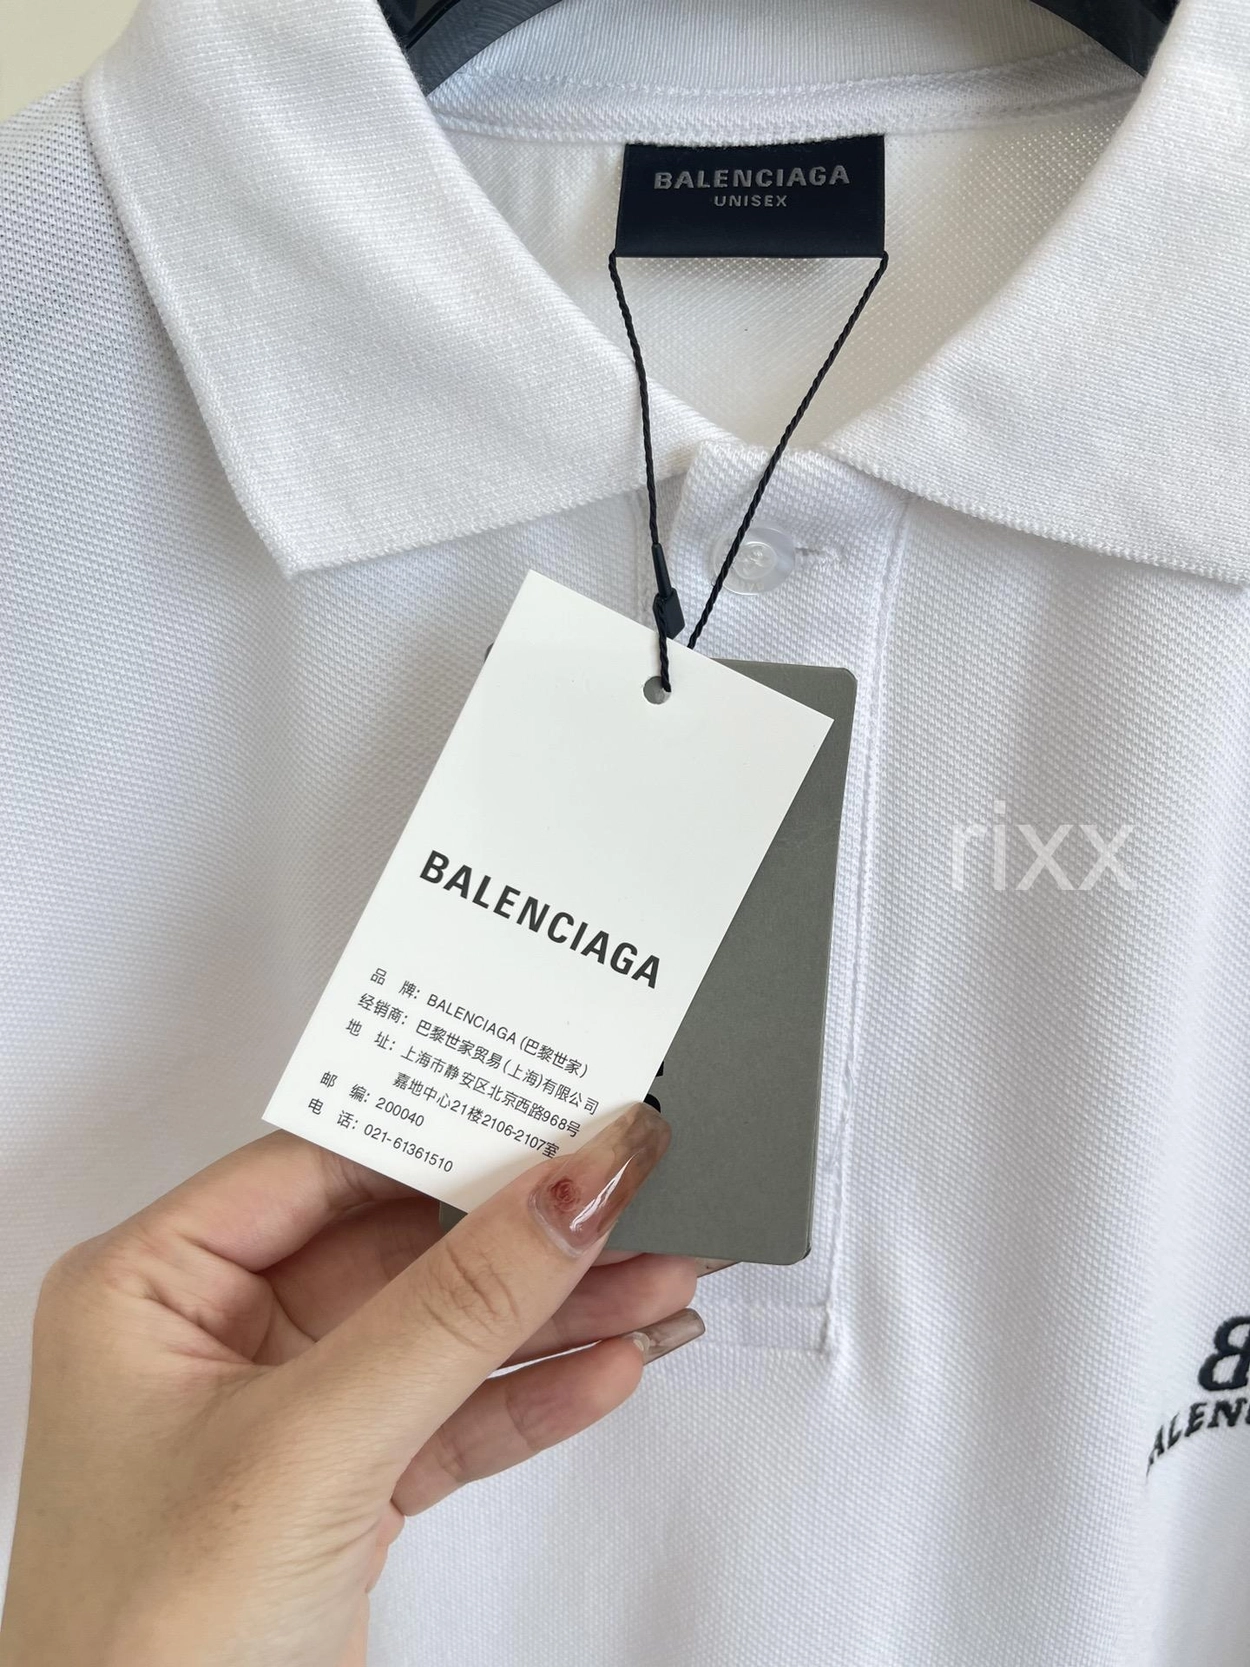 BALENCIAGA
UNISEX
rixx
BALENCIAGA
品 牌：BALENCIAGA (巴黎世家)
经销商：巴黎世家贸易(上海)有限公司
地 址：上海市静安区北京西路968号
嘉地中心21楼2106-2107室
邮 编：200040
电 话：021-61361510
B
ALENC